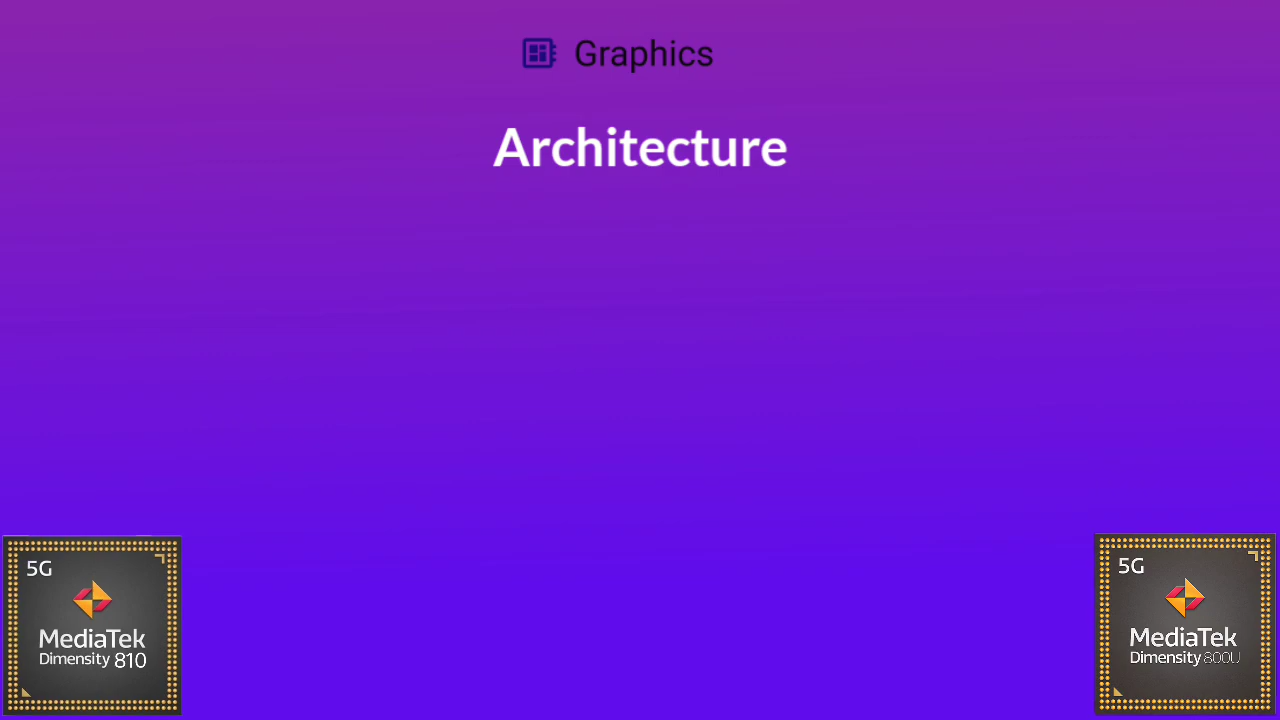 Graphics
Architecture
5G
MediaTek
Dimensity 810
5G
MediaTek
Dimensity 800U